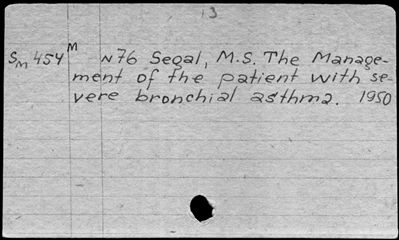 13
SM 454 M N76 Segal, M.S. The Manage-
ment of the patient with se-
vere bronchial asthma. 1950